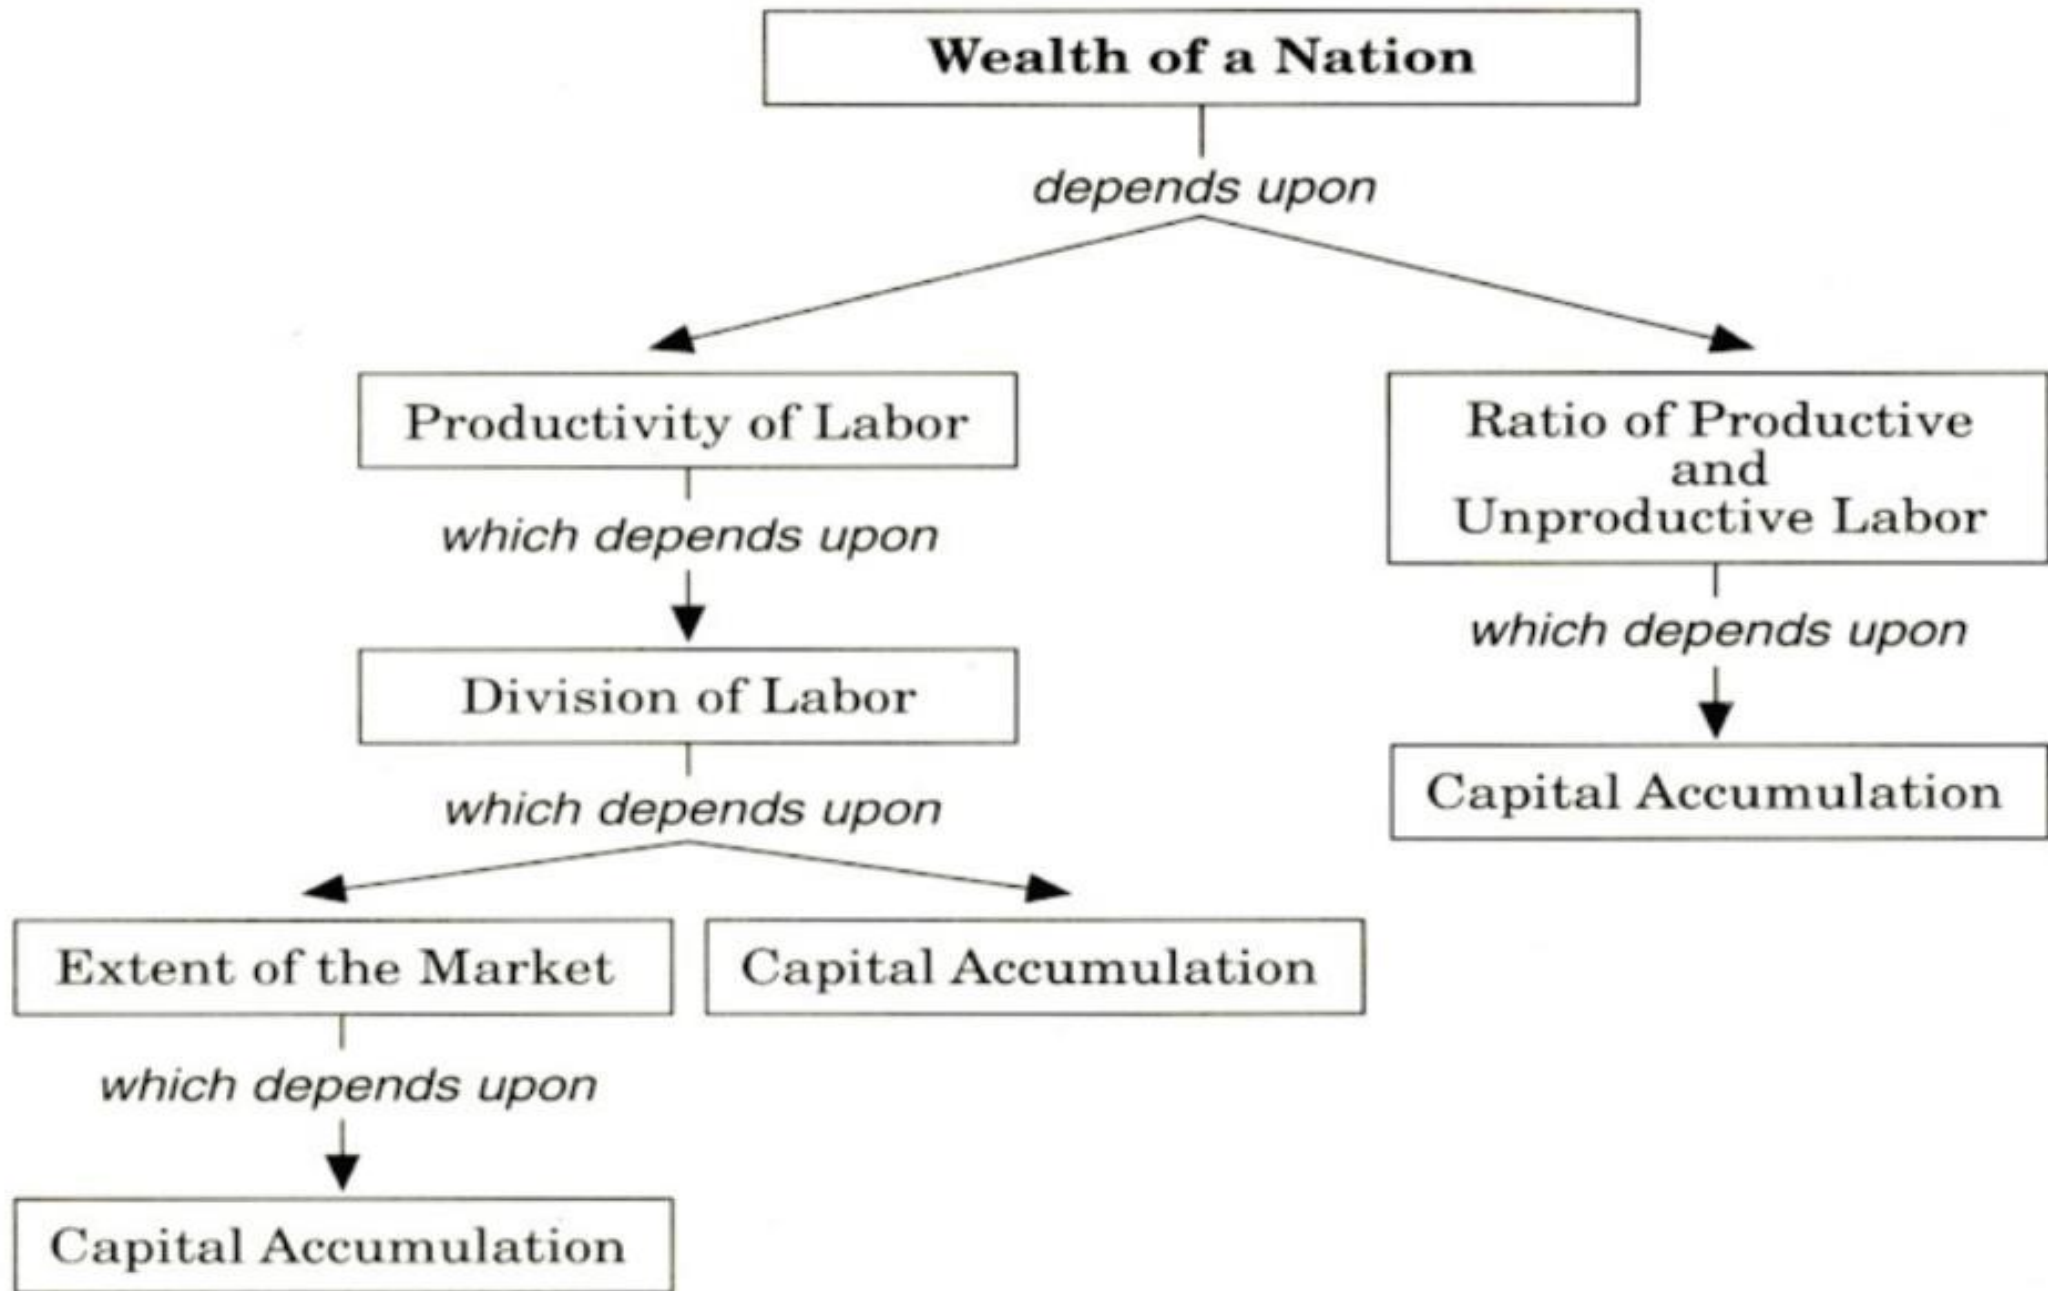 Wealth of a Nation
depends upon
Productivity of Labor
which depends upon
Division of Labor
which depends upon
Extent of the Market
which depends upon
Capital Accumulation
Capital Accumulation
Ratio of Productive
and
Unproductive Labor
which depends upon
Capital Accumulation